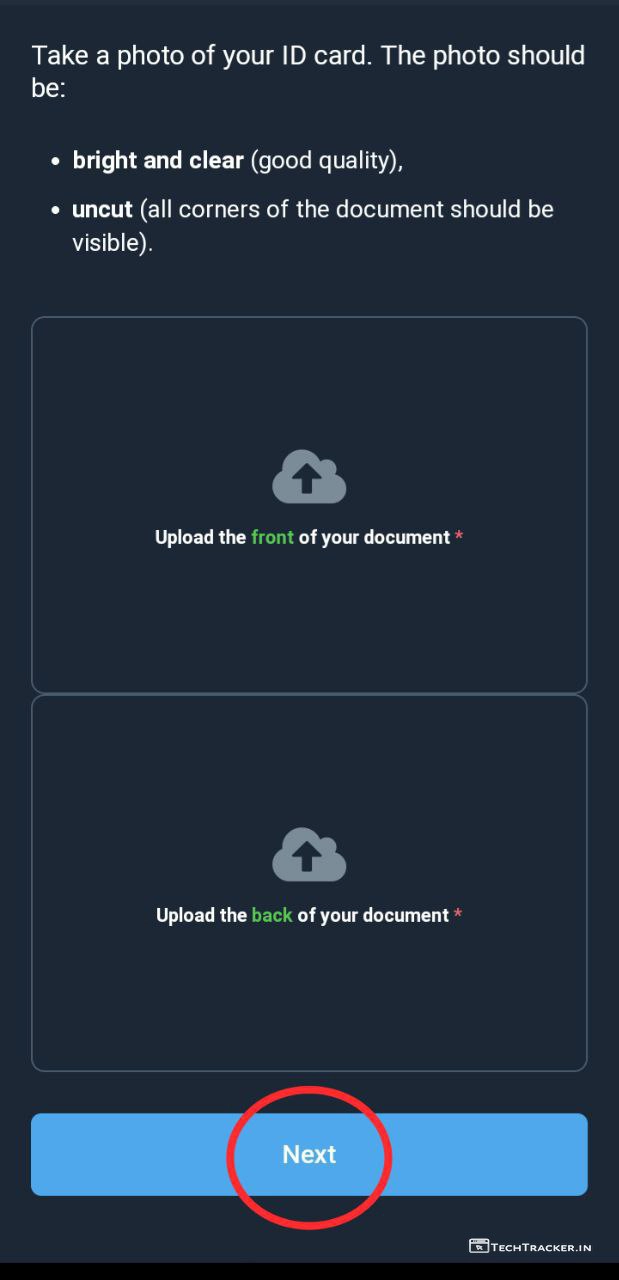 Take a photo of your ID card. The photo should
be:
• bright and clear (good quality),
• uncut (all corners of the document should be
visible).
Upload the front of your document *
Upload the back of your document *
Next
TECHTRACKER.IN